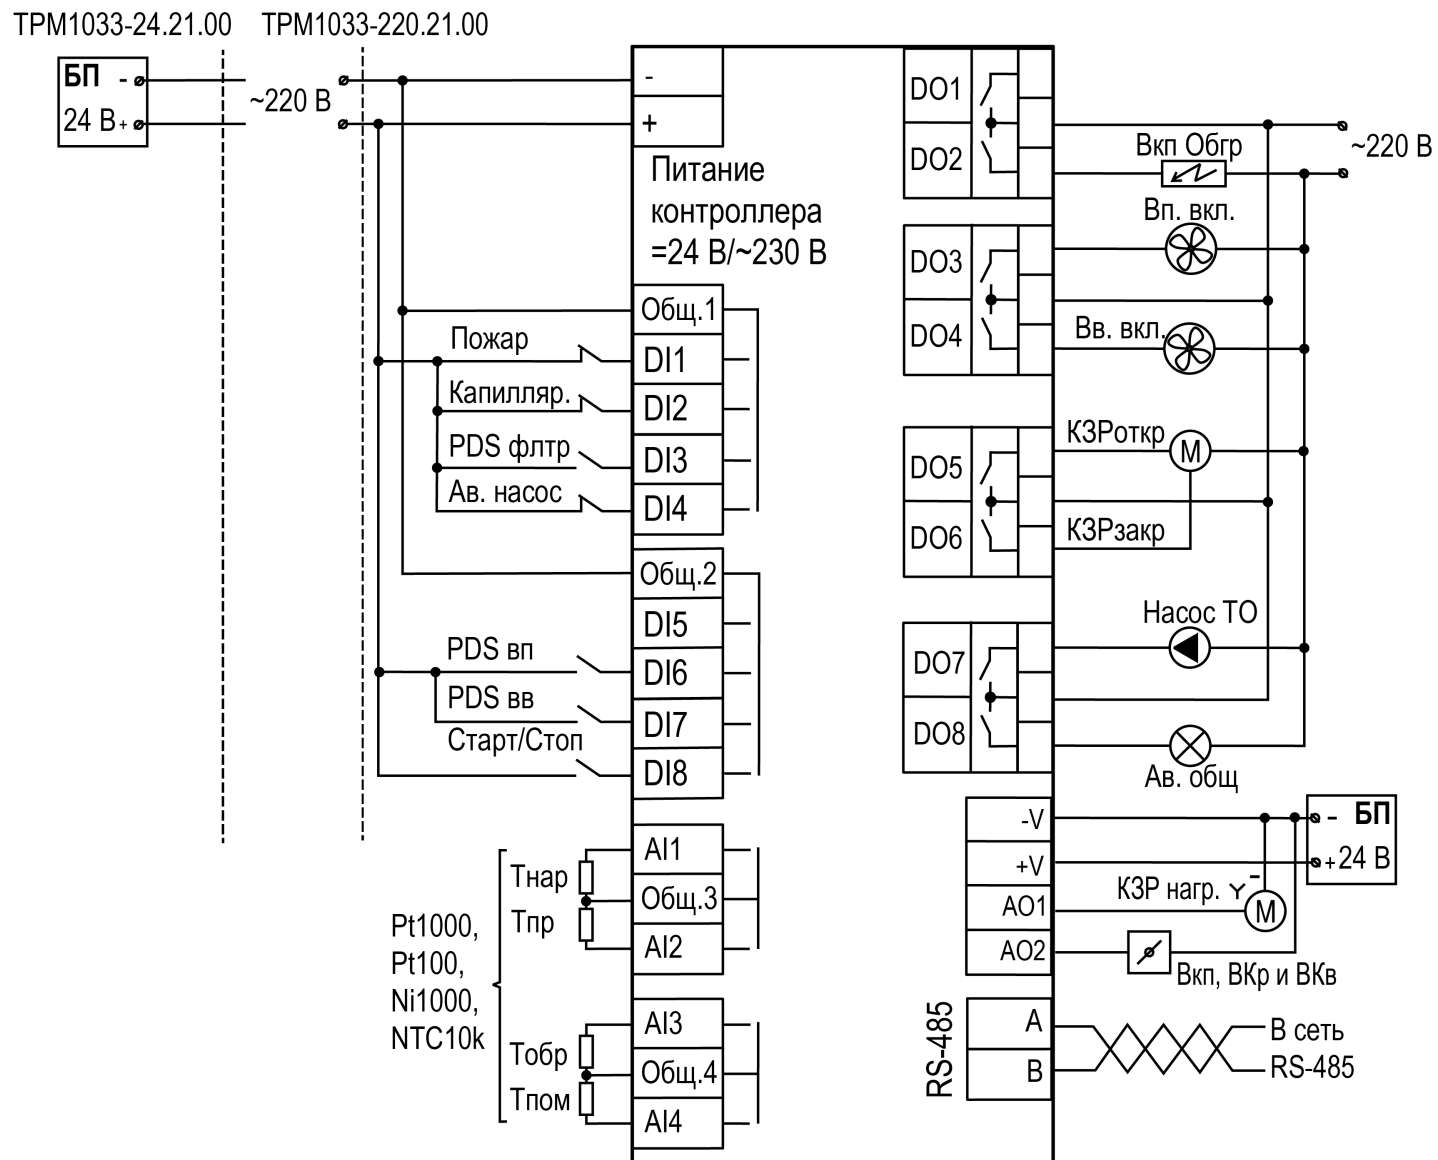 ТРМ1033-24.21.00
ТРМ1033-220.21.00
БП -
24 В +
~220 В
-
+
Питание
контроллера
=24 В/~230 В
Общ.1
Пожар
DI1
Капилляр.
DI2
PDS флтр
DI3
Ав. насос
DI4
Общ.2
DI5
PDS вп
DI6
PDS вв
DI7
Старт/Стоп
DI8
AI1
Тнар
Общ.3
Тпр
AI2
Pt1000,
Pt100,
Ni1000,
NTC10k
AI3
Тобр
Общ.4
Тпом
AI4
DO1
DO2
Вкп Обгр
~220 В
Вп. вкл.
DO3
DO4
Вв. вкл.
КЗРоткр
М
DO5
DO6
КЗРзакр
Насос ТО
DO7
DO8
Ав. общ
-V
- БП
+V
+ 24 В
КЗР нагр. Y -
AO1
М
AO2
Вкп, ВКр и ВКв
RS-485
A
B
В сеть
RS-485